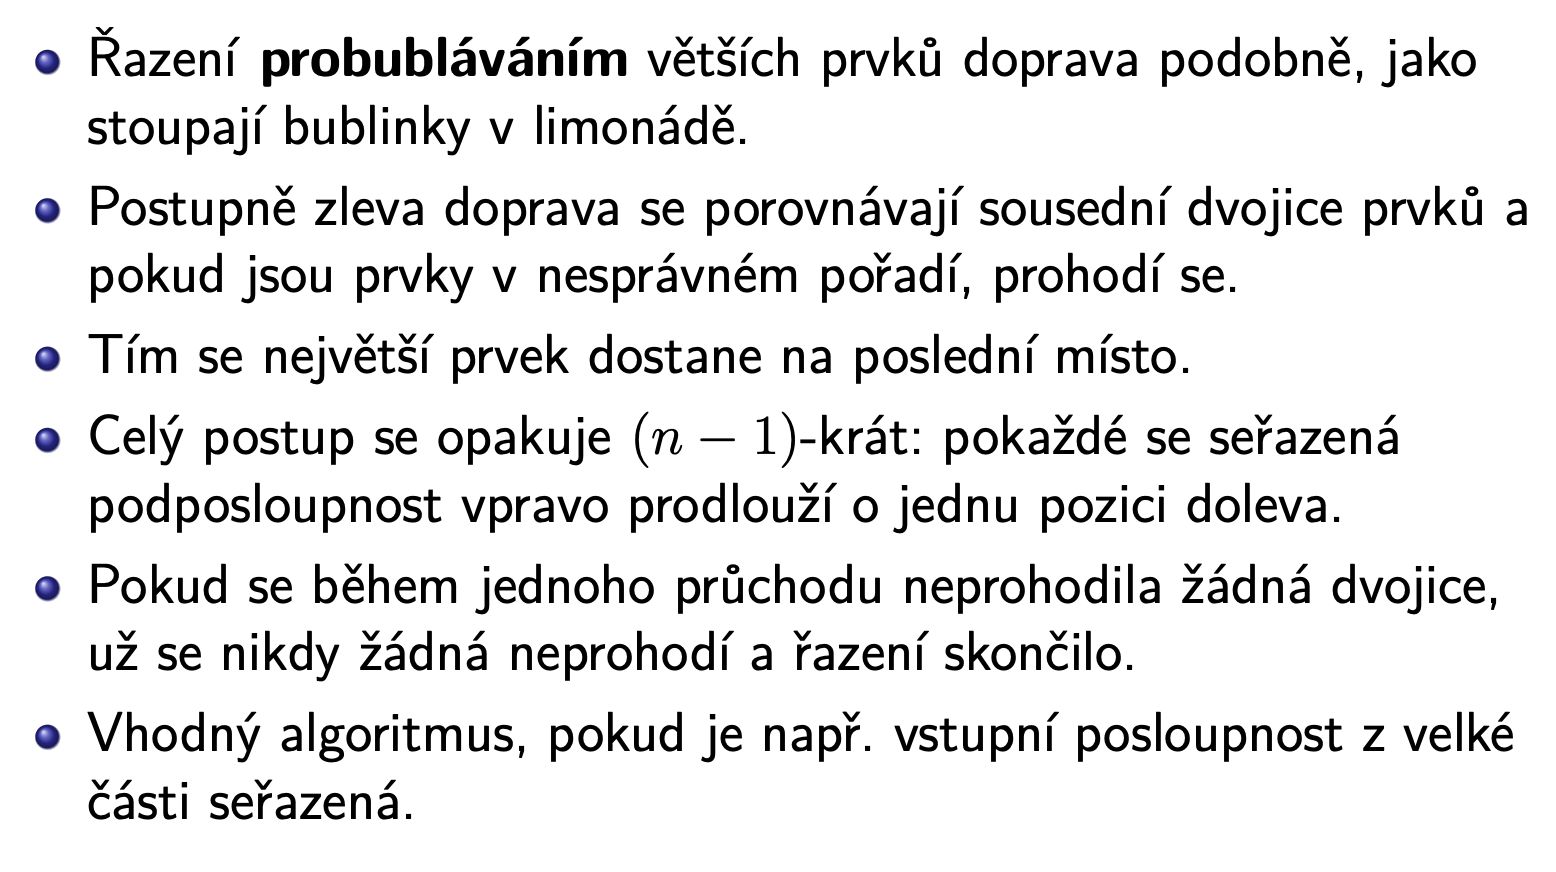 Řazení probubláváním větších prvků doprava podobně, jako
stoupají bublinky v limonádě.
Postupně zleva doprava se porovnávají sousední dvojice prvků a
pokud jsou prvky v nesprávném pořadí, prohodí se.
Tím se největší prvek dostane na poslední místo.
Celý postup se opakuje (n − 1)-krát: pokaždé se seřazená
podposloupnost vpravo prodlouží o jednu pozici doleva.
Pokud se během jednoho průchodu neprohodila žádná dvojice,
už se nikdy žádná neprohodí a řazení skončilo.
Vhodný algoritmus, pokud je např. vstupní posloupnost z velké
části seřazená.